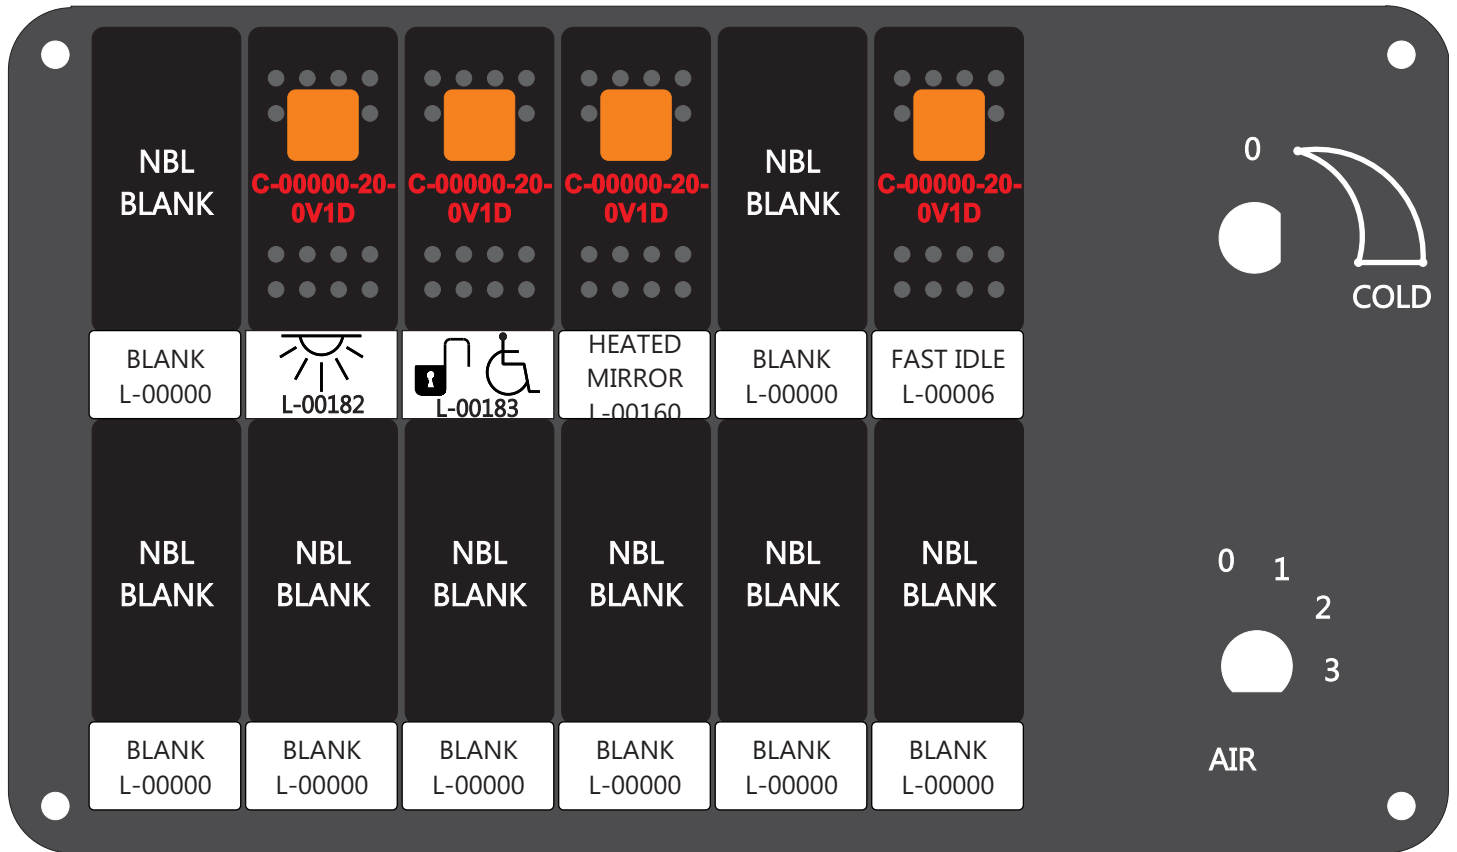 NBL
BLANK
C-00000-20-
0V1D
C-00000-20-
0V1D
C-00000-20-
0V1D
NBL
BLANK
C-00000-20-
0V1D
0
COLD
BLANK
L-00000
L-00182
L-00183
HEATED
MIRROR
L-00160
BLANK
L-00000
FAST IDLE
L-00006
NBL
BLANK
NBL
BLANK
NBL
BLANK
NBL
BLANK
NBL
BLANK
NBL
BLANK
0
1
2
3
AIR
BLANK
L-00000
BLANK
L-00000
BLANK
L-00000
BLANK
L-00000
BLANK
L-00000
BLANK
L-00000